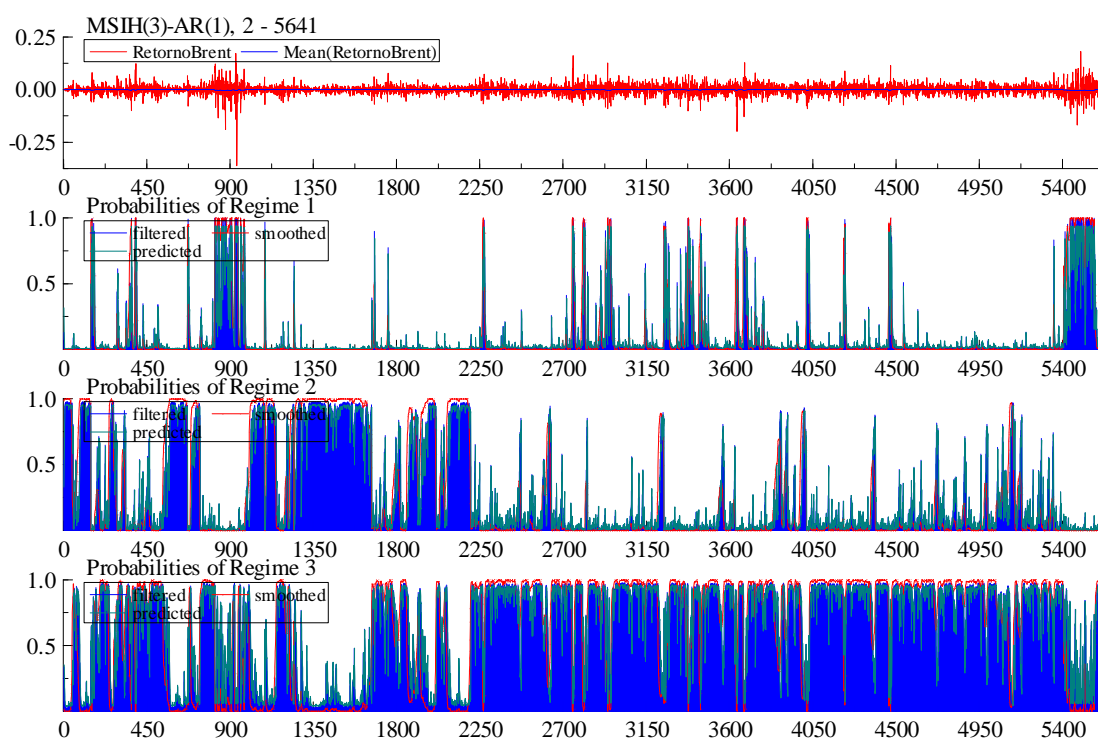 MSIH(3)-AR(1), 2 - 5641
0.25
RetornoBrent Mean(RetornoBrent)
0.00
-0.25
0 450 900 1350 1800 2250 2700 3150 3600 4050 4500 4950 5400
Probabilities of Regime 1
1.0
filtered smoothed
predicted
0.5
0 450 900 1350 1800 2250 2700 3150 3600 4050 4500 4950 5400
Probabilities of Regime 2
1.0
filtered smoothed
predicted
0.5
0 450 900 1350 1800 2250 2700 3150 3600 4050 4500 4950 5400
Probabilities of Regime 3
1.0
filtered smoothed
predicted
0.5
0 450 900 1350 1800 2250 2700 3150 3600 4050 4500 4950 5400